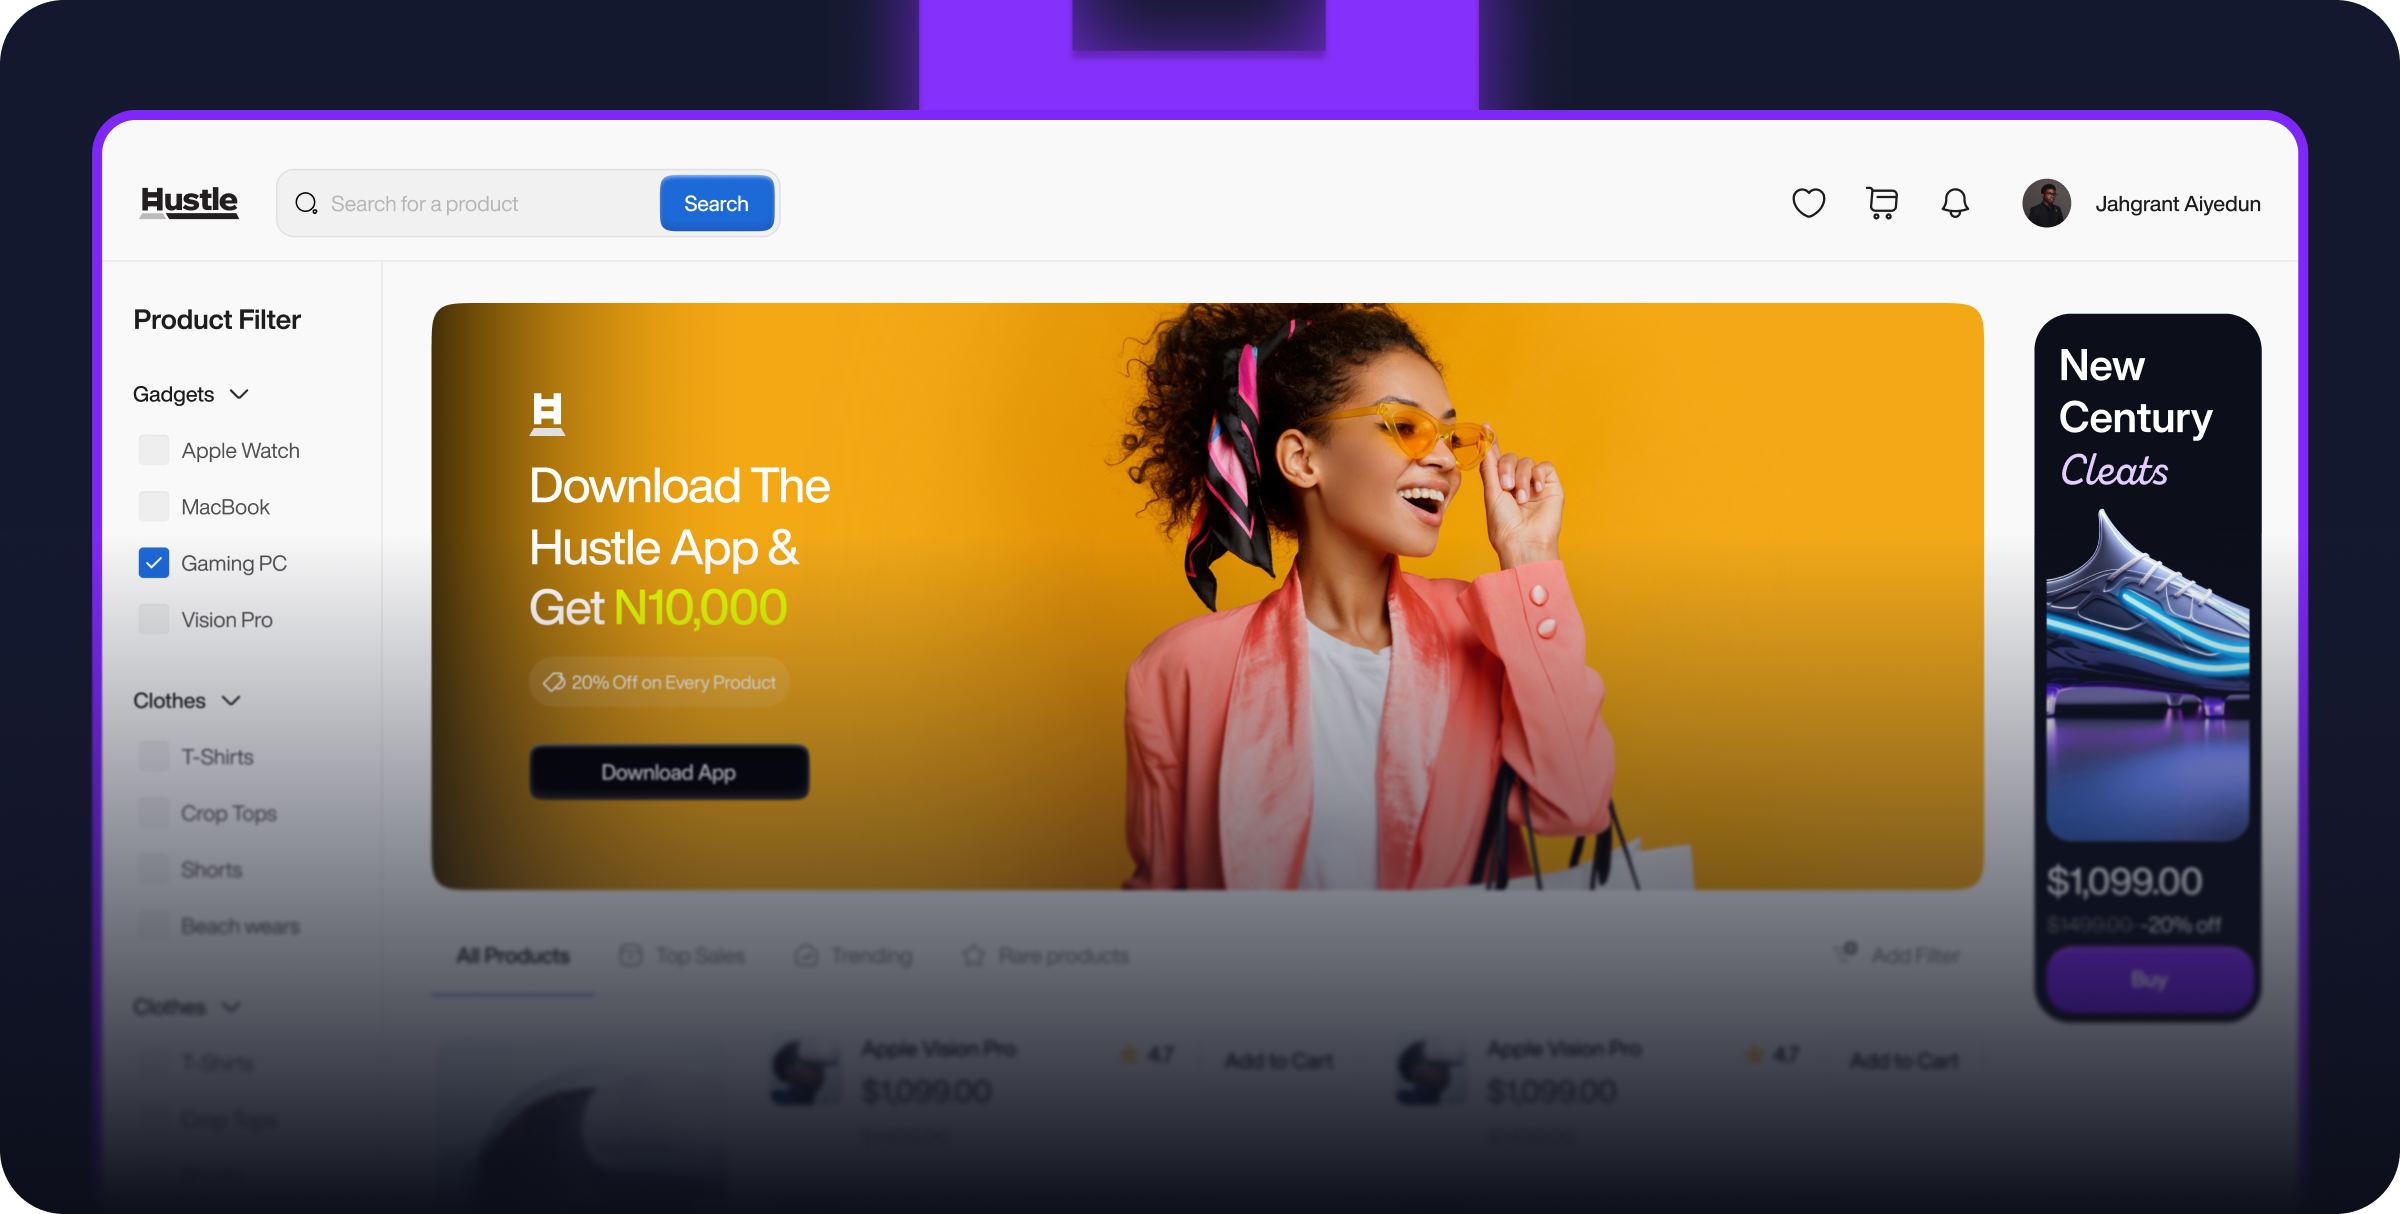 Hustle
Search for a product
Search
Jahgrant Aiyedun
Product Filter
Gadgets
Apple Watch
MacBook
Gaming PC
Vision Pro
Clothes
T-Shirts
Crop Tops
Shorts
Beach wears
Clothes
T-Shirts
Crop Tops
H
Download The
Hustle App &
Get N10,000
20% Off on Every Product
Download App
All Products
Top Sales
Trending
Rare products
Add Filter
Apple Vision Pro
$1,099.00
4.7
Add to Cart
Apple Vision Pro
$1,099.00
4.7
Add to Cart
New
Century
Cleats
$1,099.00
$1499.00 -20% off
Buy